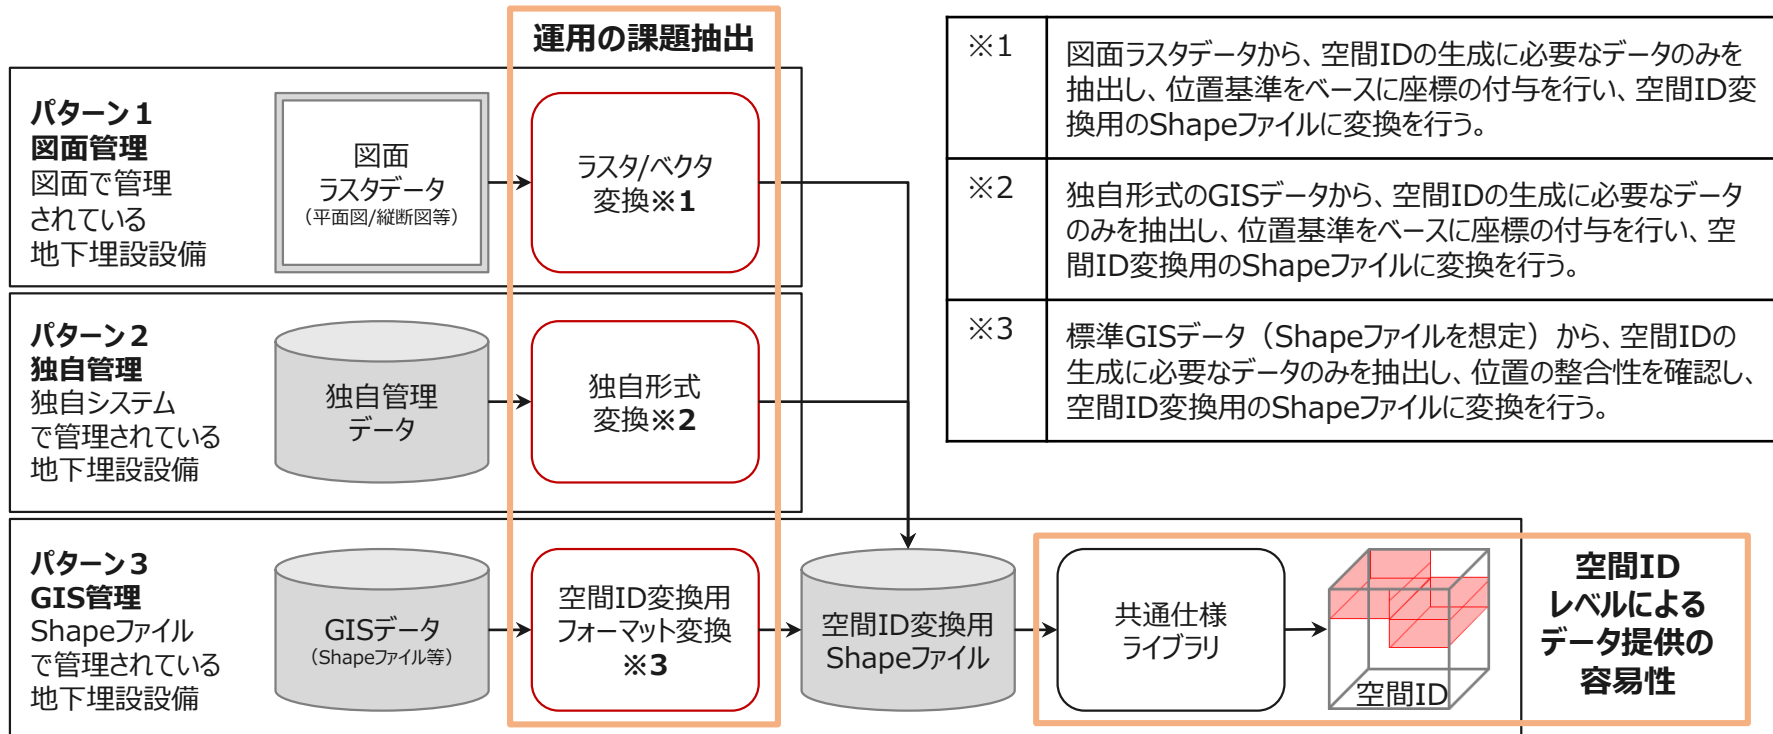 運用の課題抽出
パターン１
図面管理
図面で管理
されている
地下埋設設備
図面
ラスタデータ
（平面図/縦断図等）
ラスタ/ベクタ
変換※1
パターン２
独自管理
独自システム
で管理されている
地下埋設設備
独自管理
データ
独自形式
変換※2
パターン３
GIS管理
Shapeファイル
で管理されている
地下埋設設備
GISデータ
（Shapeファイル等）
空間ID変換用
フォーマット変換
※3
空間ID変換用
Shapeファイル
共通仕様
ライブラリ
空間ID
空間ID
レベルによる
データ提供の
容易性
※1
図面ラスタデータから、空間IDの生成に必要なデータのみを
抽出し、位置基準をベースに座標の付与を行い、空間ID変
換用のShapeファイルに変換を行う。
※2
独自形式のGISデータから、空間IDの生成に必要なデータ
のみを抽出し、位置基準をベースに座標の付与を行い、空
間ID変換用のShapeファイルに変換を行う。
※3
標準GISデータ（Shapeファイルを想定）から、空間IDの
生成に必要なデータのみを抽出し、位置の整合性を確認し、
空間ID変換用のShapeファイルに変換を行う。